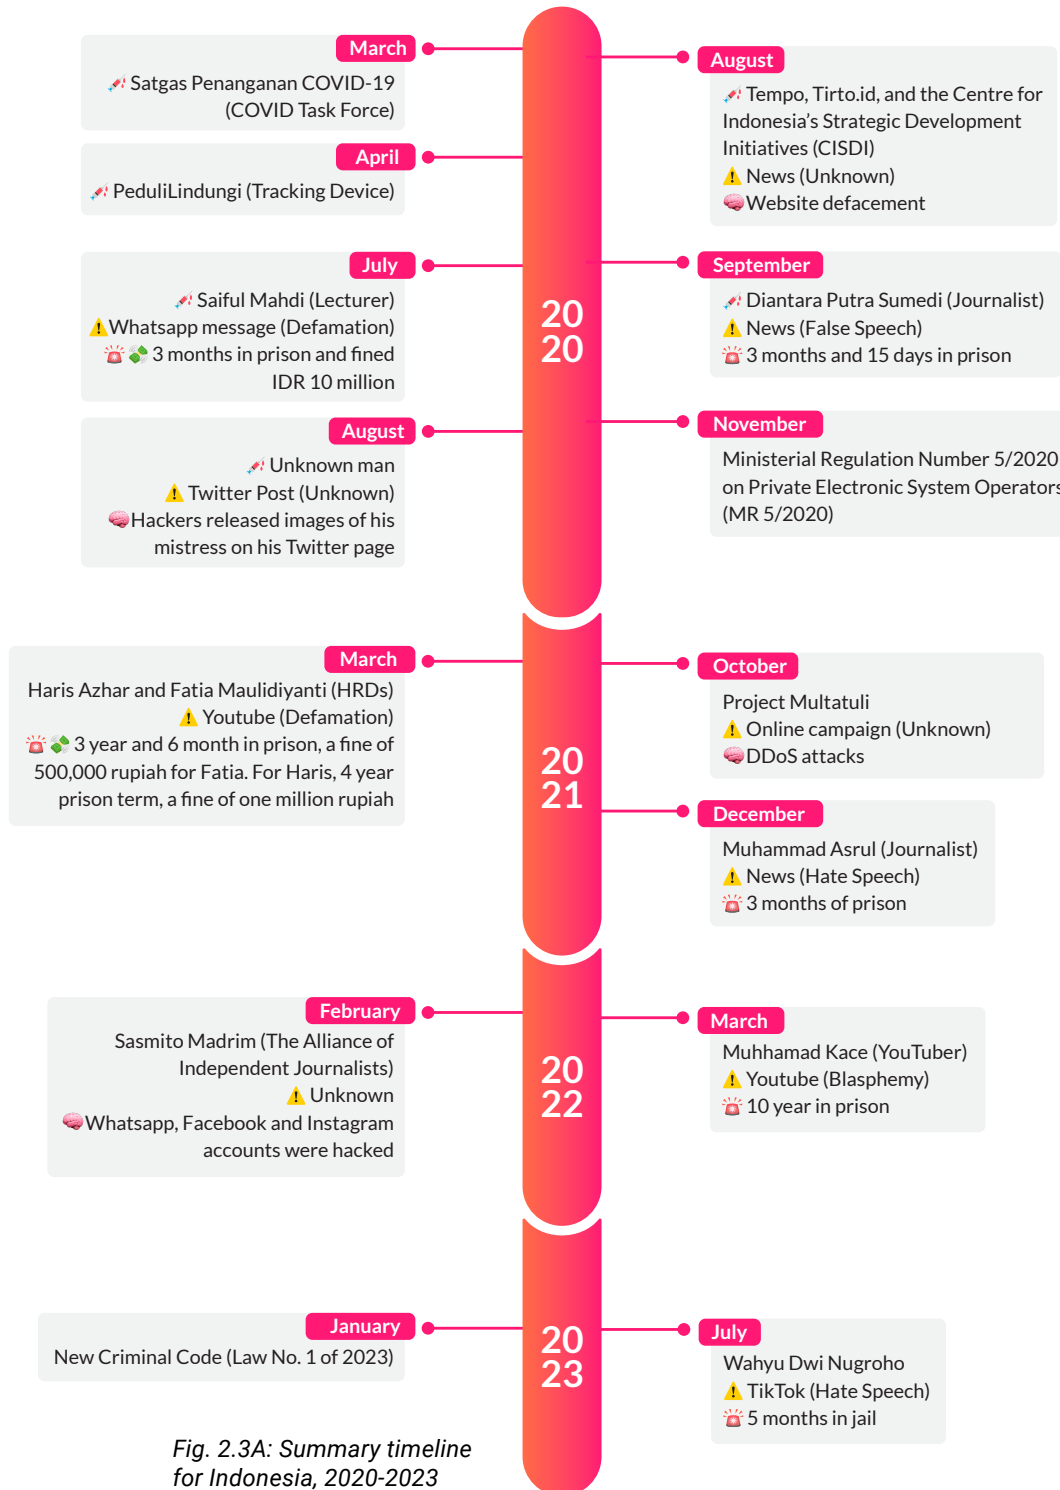 March
Satgas Penanganan COVID-19
(COVID Task Force)
April
PeduliLindungi (Tracking Device)
July
Saiful Mahdi (Lecturer)
Whatsapp message (Defamation)
3 months in prison and fined
IDR 10 million
August
Unknown man
Twitter Post (Unknown)
Hackers released images of his
mistress on his Twitter page
August
Tempo, Tirto.id, and the Centre for
Indonesia's Strategic Development
Initiatives (CISDI)
News (Unknown)
Website defacement
September
Diantara Putra Sumedi (Journalist)
News (False Speech)
3 months and 15 days in prison
November
Ministerial Regulation Number 5/2020
on Private Electronic System Operators
(MR 5/2020)
20
20
March
Haris Azhar and Fatia Maulidiyanti (HRDs)
Youtube (Defamation)
3 year and 6 month in prison, a fine of
500,000 rupiah for Fatia. For Haris, 4 year
prison term, a fine of one million rupiah
October
Project Multatuli
Online campaign (Unknown)
DDoS attacks
December
Muhammad Asrul (Journalist)
News (Hate Speech)
3 months of prison
20
21
February
Sasmito Madrim (The Alliance of
Independent Journalists)
Unknown
Whatsapp, Facebook and Instagram
accounts were hacked
March
Muhhamad Kace (YouTuber)
Youtube (Blasphemy)
10 year in prison
20
22
January
New Criminal Code (Law No. 1 of 2023)
July
Wahyu Dwi Nugroho
TikTok (Hate Speech)
5 months in jail
20
23
Fig. 2.3A: Summary timeline
for Indonesia, 2020-2023